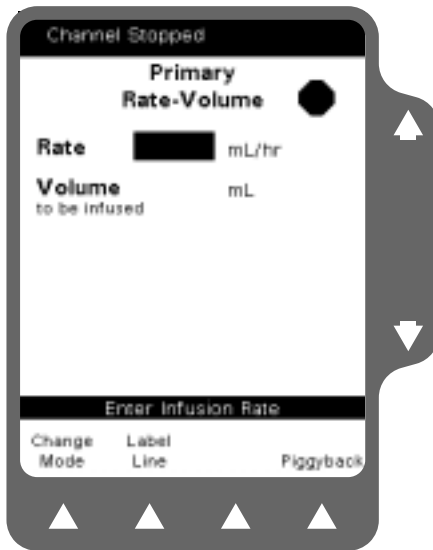 Channel Stopped
Primary
Rate-Volume
Rate mL/hr
Volume mL
to be infused
Enter Infusion Rate
Change Mode
Label Line
Piggyback